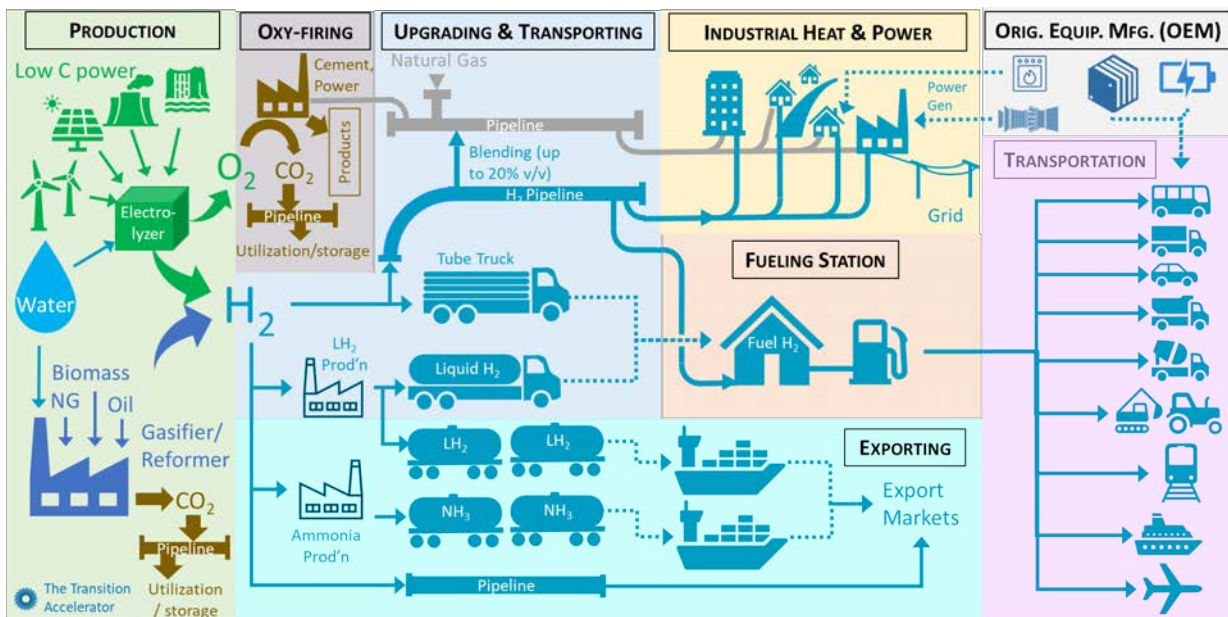 PRODUCTION
Low C power
Electro-
lyzer
O2
Water
H2
Biomass
NG
Oil
Gasifier/
Reformer
CO2
Pipeline
Utilization
/ storage
The Transition
Accelerator
OXY-FIRING
Cement,
Power
Products
CO2
Pipeline
Utilization/storage
UPGRADING & TRANSPORTING
Natural Gas
Pipeline
Blending (up
to 20% v/v)
H2 Pipeline
Tube Truck
LH2
Prod'n
Liquid H2
INDUSTRIAL HEAT & POWER
Power
Gen
Grid
FUELING STATION
Fuel H2
EXPORTING
LH2
LH2
Ammonia
Prod'n
NH3
NH3
Pipeline
Export
Markets
ORIG. EQUIP. MFG. (OEM)
TRANSPORTATION